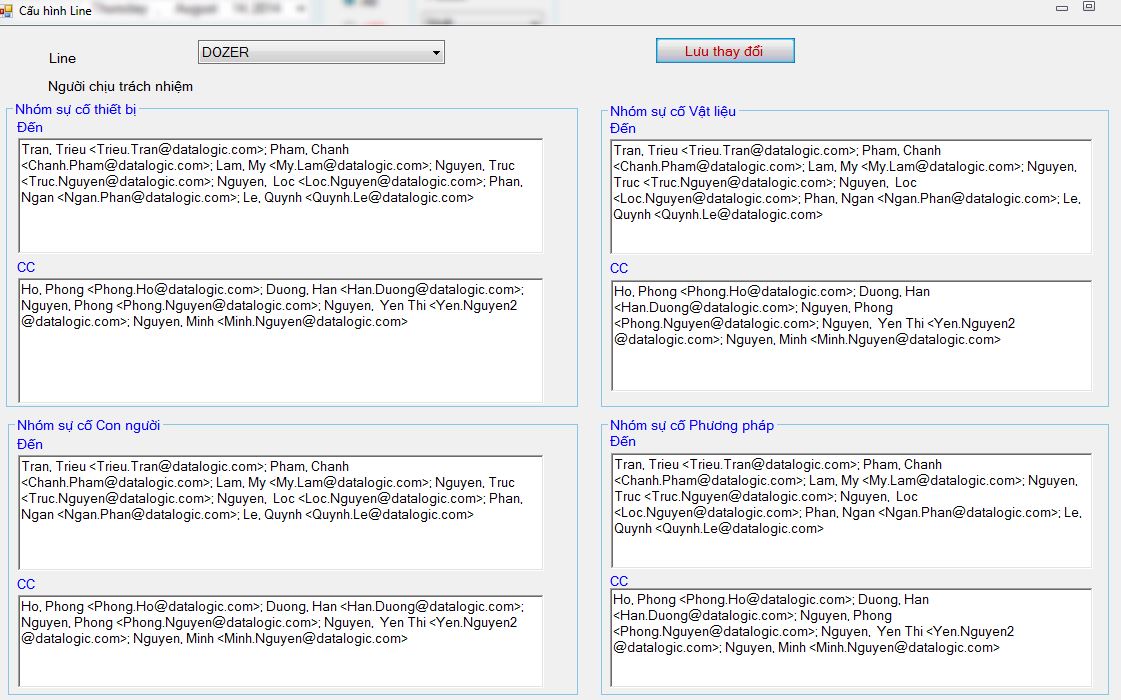 Cấu hình Line
Thursday , August 14, 2014
Line
DOZER
Lưu thay đổi
Người chịu trách nhiệm
Nhóm sự cố thiết bị
Đến
Tran, Trieu <Trieu.Tran@datalogic.com>; Pham, Chanh
<Chanh.Pham@datalogic.com>; Lam, My <My.Lam@datalogic.com>; Nguyen, Truc
<Truc.Nguyen@datalogic.com>; Nguyen, Loc <Loc.Nguyen@datalogic.com>; Phan,
Ngan <Ngan.Phan@datalogic.com>; Le, Quynh <Quynh.Le@datalogic.com>
CC
Ho, Phong <Phong.Ho@datalogic.com>; Duong, Han <Han.Duong@datalogic.com>;
Nguyen, Phong <Phong.Nguyen@datalogic.com>; Nguyen, Yen Thi <Yen.Nguyen2
@datalogic.com>; Nguyen, Minh <Minh.Nguyen@datalogic.com>
Nhóm sự cố Vật liệu
Đến
Tran, Trieu <Trieu.Tran@datalogic.com>; Pham, Chanh
<Chanh.Pham@datalogic.com>; Lam, My <My.Lam@datalogic.com>; Nguyen,
Truc <Truc.Nguyen@datalogic.com>; Nguyen, Loc
<Loc.Nguyen@datalogic.com>; Phan, Ngan <Ngan.Phan@datalogic.com>; Le,
Quynh <Quynh.Le@datalogic.com>
CC
Ho, Phong <Phong.Ho@datalogic.com>; Duong, Han
<Han.Duong@datalogic.com>; Nguyen, Phong
<Phong.Nguyen@datalogic.com>; Nguyen, Yen Thi <Yen.Nguyen2
@datalogic.com>; Nguyen, Minh <Minh.Nguyen@datalogic.com>
Nhóm sự cố Con người
Đến
Tran, Trieu <Trieu.Tran@datalogic.com>; Pham, Chanh
<Chanh.Pham@datalogic.com>; Lam, My <My.Lam@datalogic.com>; Nguyen, Truc
<Truc.Nguyen@datalogic.com>; Nguyen, Loc <Loc.Nguyen@datalogic.com>; Phan,
Ngan <Ngan.Phan@datalogic.com>; Le, Quynh <Quynh.Le@datalogic.com>
CC
Ho, Phong <Phong.Ho@datalogic.com>; Duong, Han <Han.Duong@datalogic.com>;
Nguyen, Phong <Phong.Nguyen@datalogic.com>; Nguyen, Yen Thi <Yen.Nguyen2
@datalogic.com>; Nguyen, Minh <Minh.Nguyen@datalogic.com>
Nhóm sự cố Phương pháp
Đến
Tran, Trieu <Trieu.Tran@datalogic.com>; Pham, Chanh
<Chanh.Pham@datalogic.com>; Lam, My <My.Lam@datalogic.com>; Nguyen,
Truc <Truc.Nguyen@datalogic.com>; Nguyen, Loc
<Loc.Nguyen@datalogic.com>; Phan, Ngan <Ngan.Phan@datalogic.com>; Le,
Quynh <Quynh.Le@datalogic.com>
CC
Ho, Phong <Phong.Ho@datalogic.com>; Duong, Han
<Han.Duong@datalogic.com>; Nguyen, Phong
<Phong.Nguyen@datalogic.com>; Nguyen, Yen Thi <Yen.Nguyen2
@datalogic.com>; Nguyen, Minh <Minh.Nguyen@datalogic.com>